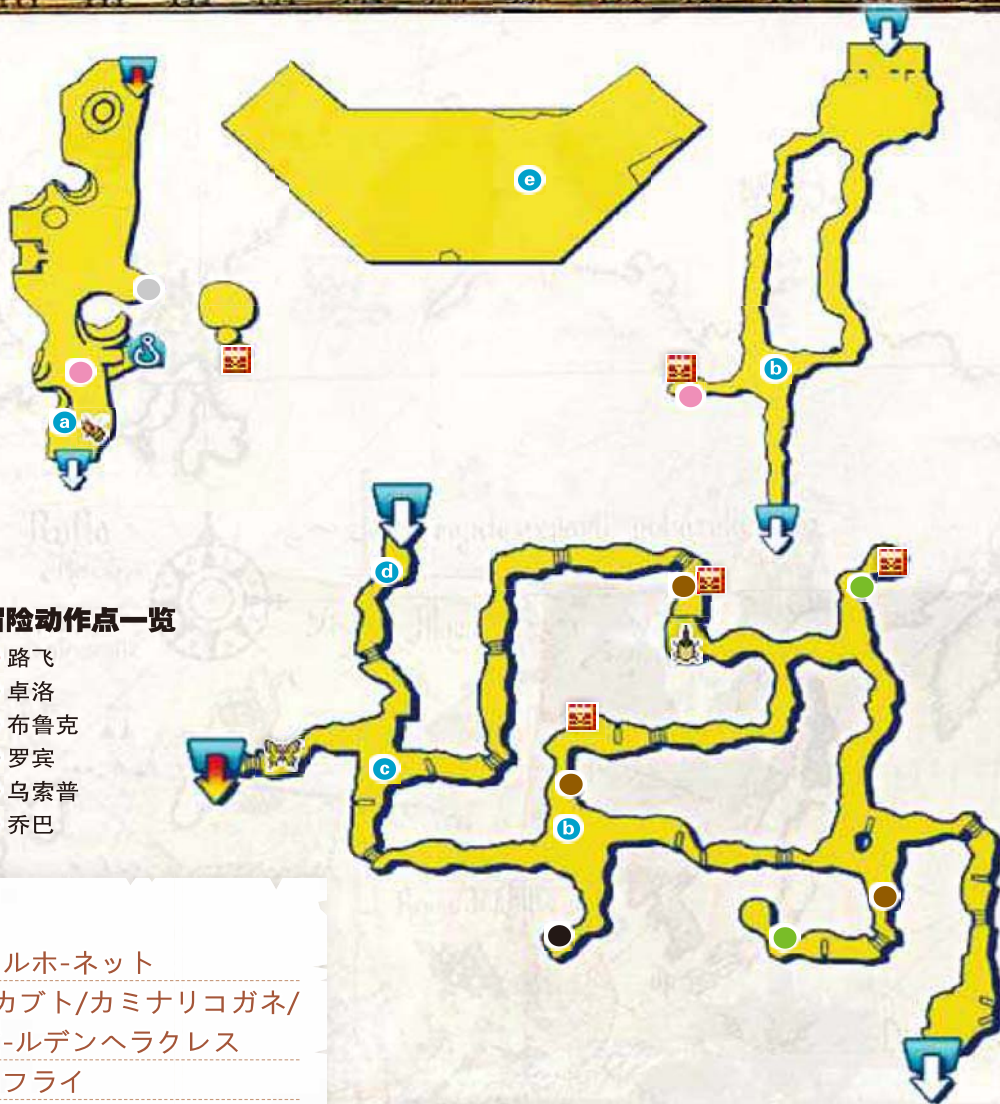 e
b
a
d
冒险动作点一览
路飞
卓洛
布鲁克
罗宾
乌索普
乔巴
c
b
ルホ-ネット
カブト/カミナリコガネ/
-ルデンヘラクレス
フライ